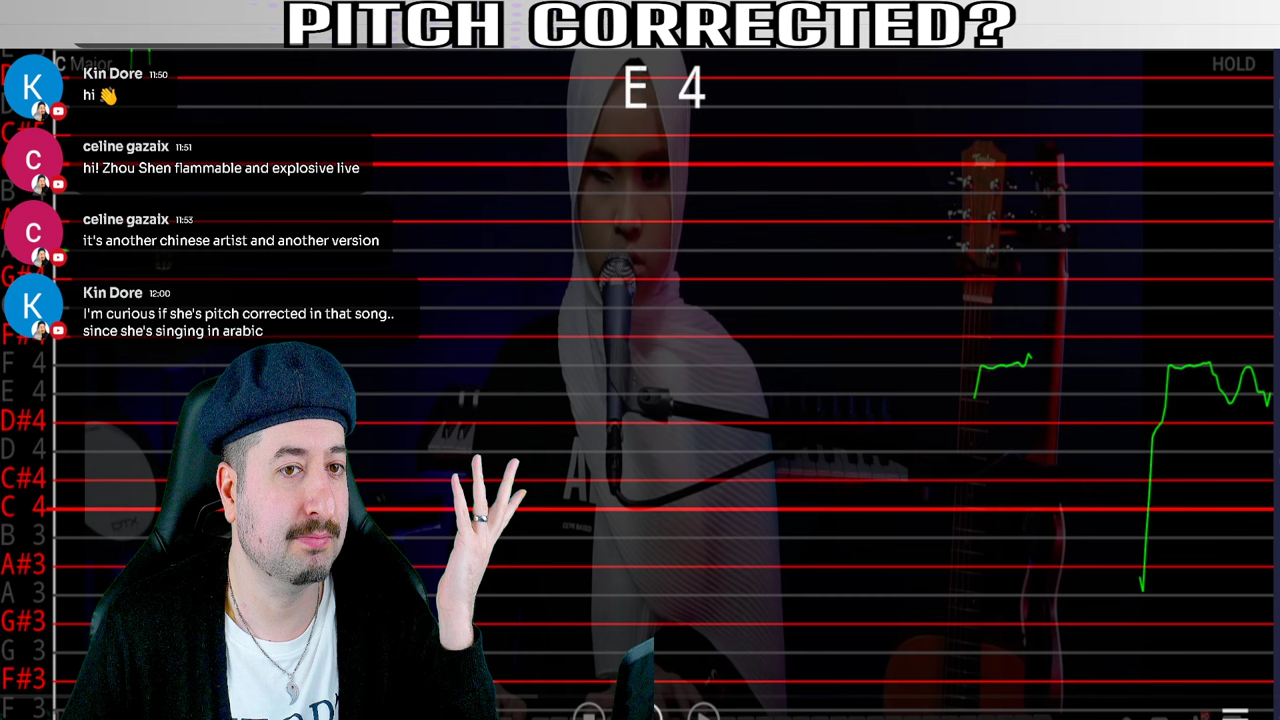 PITCH CORRECTED?
C Major
HOLD
E 4
K
Kin Dore 11:50
hi 👋
C
celine gazaix 11:51
hi! Zhou Shen flammable and explosive live
C
celine gazaix 11:53
it's another chinese artist and another version
K
Kin Dore 12:00
I'm curious if she's pitch corrected in that song..
since she's singing in arabic
F 4
E 4
D#4
D 4
C#4
C 4
B 3
A#3
A 3
G#3
G 3
F#3
F 3